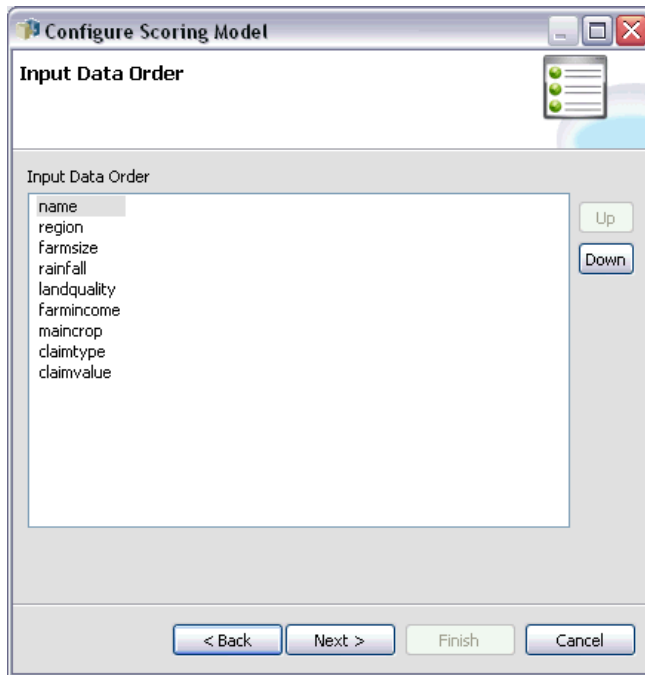 Configure Scoring Model
Input Data Order
Input Data Order
name
region
farmsize
rainfall
landquality
farmincome
maincrop
claimtype
claimvalue
Up
Down
< Back
Next >
Finish
Cancel